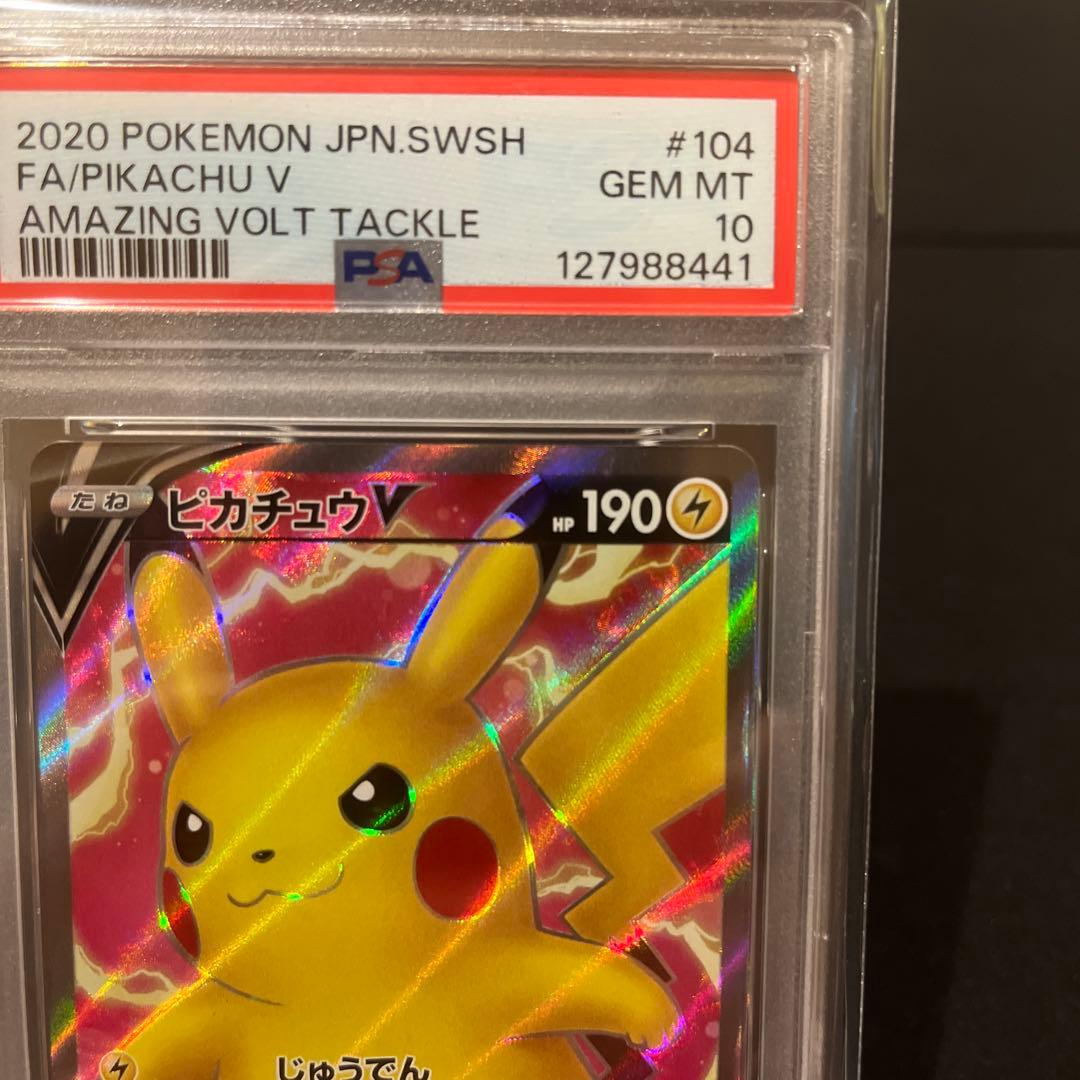 2020 POKEMON JPN.SWSH #104
FA/PIKACHU V GEM MT
AMAZING VOLT TACKLE 10
PSA 127988441
たね ピカチュウV HP 190
じゅうでん